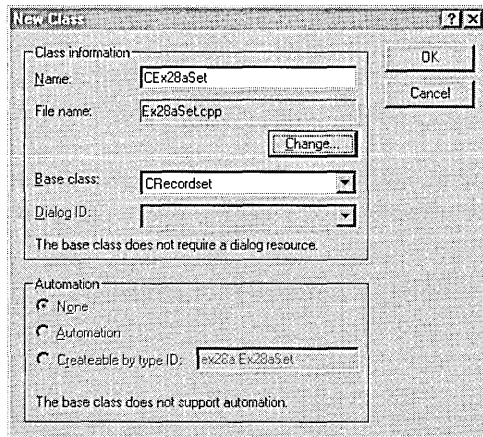 New Class
? ×
Class information
Name: CEx28aSet
OK
File name: Ex28aSet.cpp
Cancel
Change...
Base class: CRecordset
Dialog ID:
The base class does not require a dialog resource.
Automation
None
Automation
Createable by type ID: ex28a.Ex28aSet
The base class does not support automation.